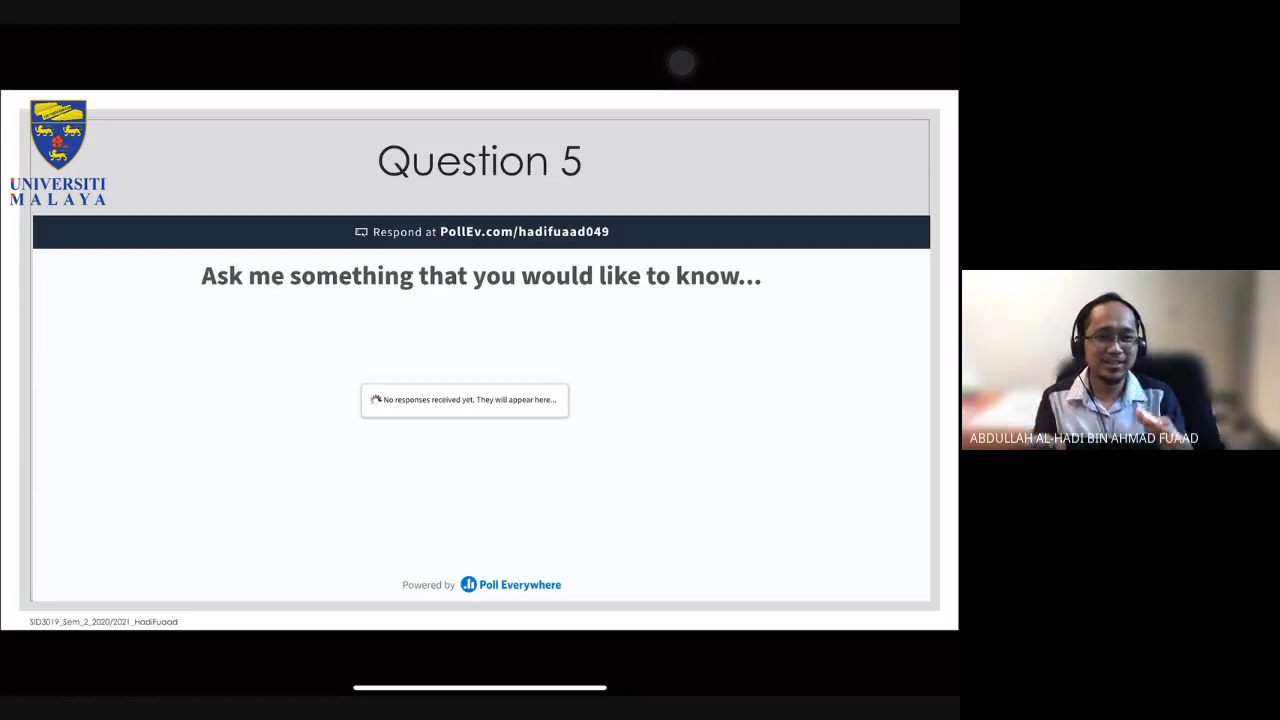 UNIVERSITI
MALAYA
Question 5
Respond at PollEv.com/hadifuaad049
Ask me something that you would like to know...
No responses received yet. They will appear here...
Powered by Poll Everywhere
SID3019_Sem_2_2020/2021_HadiFuaad
ABDULLAH AL-HADI BIN AHMAD FUAAD